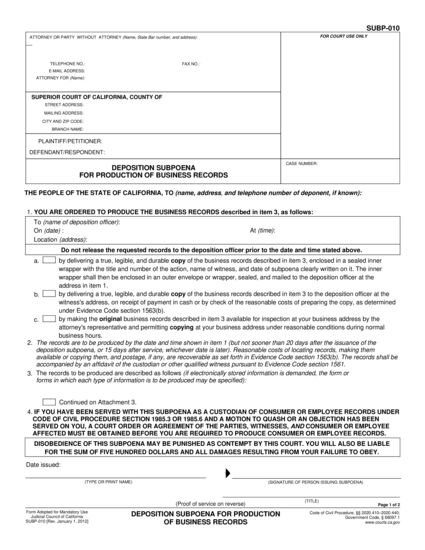 SUBP-010
ATTORNEY OR PARTY WITHOUT ATTORNEY (Name, State Bar number, and address):
FOR COURT USE ONLY
TELEPHONE NO.: FAX NO.:
E-MAIL ADDRESS:
ATTORNEY FOR (Name):
SUPERIOR COURT OF CALIFORNIA, COUNTY OF
STREET ADDRESS:
MAILING ADDRESS:
CITY AND ZIP CODE:
BRANCH NAME:
PLAINTIFF/PETITIONER:
DEFENDANT/RESPONDENT:
DEPOSITION SUBPOENA
FOR PRODUCTION OF BUSINESS RECORDS
CASE NUMBER:
THE PEOPLE OF THE STATE OF CALIFORNIA, TO (name, address, and telephone number of deponent, if known):
1. YOU ARE ORDERED TO PRODUCE THE BUSINESS RECORDS described in item 3, as follows:
To (name of deposition officer):
On (date) : At (time):
Location (address):
Do not release the requested records to the deposition officer prior to the date and time stated above.
a. by delivering a true, legible, and durable copy of the business records described in item 3, enclosed in a sealed inner
wrapper with the title and number of the action, name of witness, and date of subpoena clearly written on it. The inner
wrapper shall then be enclosed in an outer envelope or wrapper, sealed, and mailed to the deposition officer at the
address in item 1.
b. by delivering a true, legible, and durable copy of the business records described in item 3 to the deposition officer at the
witness's address, on receipt of payment in cash or by check of the reasonable costs of preparing the copy, as determined
under Evidence Code section 1563(b).
c. by making the original business records described in item 3 available for inspection at your business address by the
attorney's representative and permitting copying at your business address under reasonable conditions during normal
business hours.
2. The records are to be produced by the date and time shown in item 1 (but not sooner than 20 days after the issuance of the
deposition subpoena, or 15 days after service, whichever date is later). Reasonable costs of locating records, making them
available or copying them, and postage, if any, are recoverable as set forth in Evidence Code section 1563(b). The records shall be
accompanied by an affidavit of the custodian or other qualified witness pursuant to Evidence Code section 1561.
3. The records to be produced are described as follows (if electronically stored information is demanded, the form or
forms in which each type of information is to be produced may be specified):
Continued on Attachment 3.
4. IF YOU HAVE BEEN SERVED WITH THIS SUBPOENA AS A CUSTODIAN OF CONSUMER OR EMPLOYEE RECORDS UNDER
CODE OF CIVIL PROCEDURE SECTION 1985.3 OR 1985.6 AND A MOTION TO QUASH OR AN OBJECTION HAS BEEN
SERVED ON YOU, A COURT ORDER OR AGREEMENT OF THE PARTIES, WITNESSES, AND CONSUMER OR EMPLOYEE
AFFECTED MUST BE OBTAINED BEFORE YOU ARE REQUIRED TO PRODUCE CONSUMER OR EMPLOYEE RECORDS.
DISOBEDIENCE OF THIS SUBPOENA MAY BE PUNISHED AS CONTEMPT BY THIS COURT. YOU WILL ALSO BE LIABLE
FOR THE SUM OF FIVE HUNDRED DOLLARS AND ALL DAMAGES RESULTING FROM YOUR FAILURE TO OBEY.
Date issued:
(TYPE OR PRINT NAME) (SIGNATURE OF PERSON ISSUING SUBPOENA)
(Proof of service on reverse) (TITLE) Page 1 of 2
Form Adopted for Mandatory Use
Judicial Council of California
SUBP-010 [Rev. January 1, 2012]
DEPOSITION SUBPOENA FOR PRODUCTION
OF BUSINESS RECORDS
Code of Civil Procedure, §§ 2020.410–2020.440;
Government Code, § 68097.1
www.courts.ca.gov